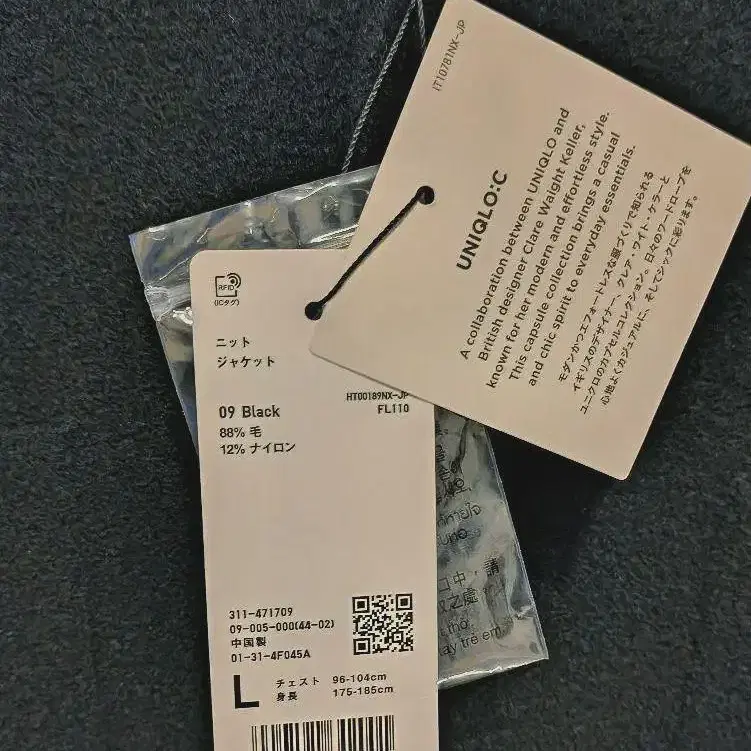 IT10781NX-JP
UNIQLO:C
A collaboration between UNIQLO and
British designer Clare Waight Keller,
known for her modern and effortless style.
This capsule collection brings a casual
and chic spirit to everyday essentials.
モダンかつエフォートレスな服づくりで知られる
イギリスのデザイナー、クレア・ワイト・ケラーと
ユニクロのカプセルコレクション。日々のワードローブを
心地よくカジュアルに、そしてシックに彩ります。
RFID
(ICタグ)
ニット
ジャケット
HT00189NX-JP
09 Black FL110
88% 毛
12% ナイロン
311-471709
09-005-000(44-02)
中国製
01-31-4F045A
L チェスト 96-104cm
身長 175-185cm
口中,請
之處